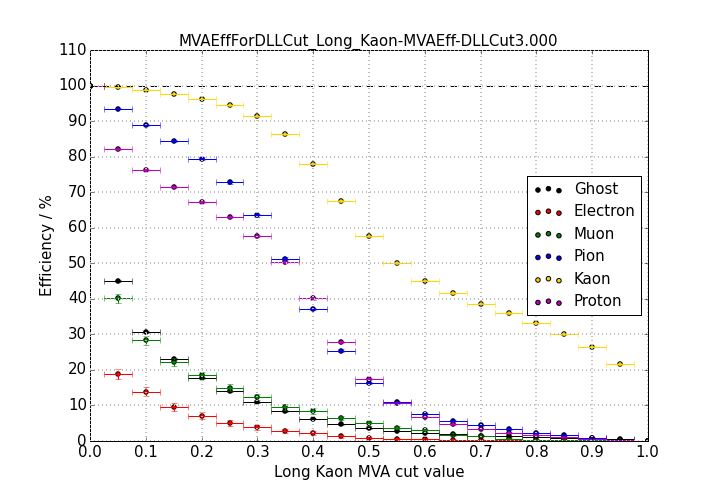 MVAEffForDLLCut_Long_Kaon-MVAEff-DLLCut3.000
110
100
90
80
70
60
50
40
30
20
10
0
Efficiency / %
Ghost
Electron
Muon
Pion
Kaon
Proton
0.0 0.1 0.2 0.3 0.4 0.5 0.6 0.7 0.8 0.9 1.0
Long Kaon MVA cut value